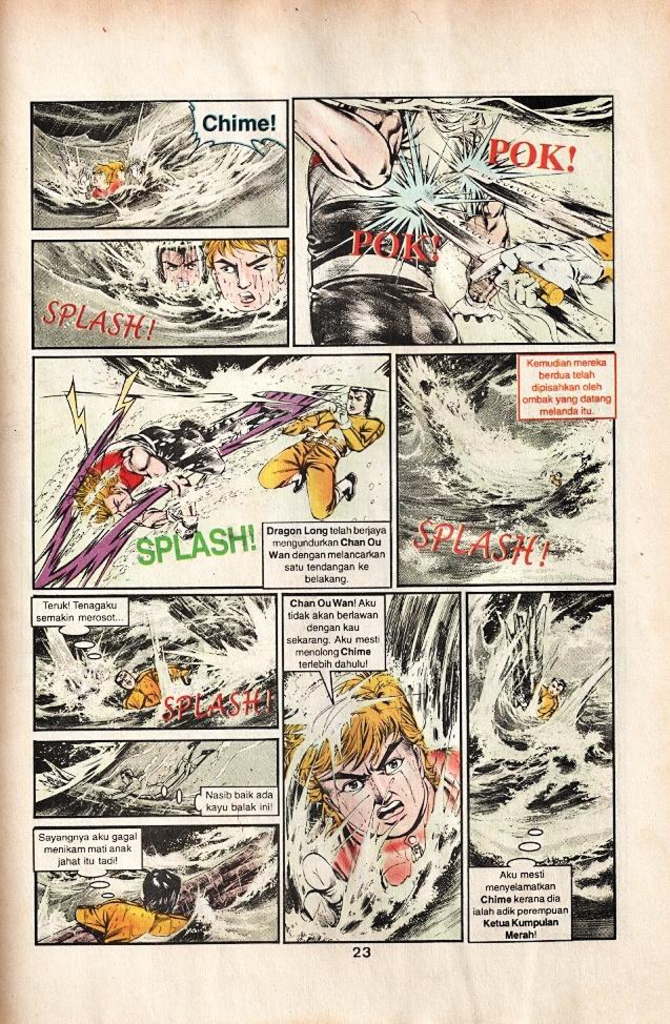 Chime!
POK!
POK!
SPLASH!
SPLASH!
Dragon Long telah berjaya
mengundurkan Chan Ou
Wan dengan melancarkan
satu tendangan ke
belakang.
Kemudian mereka
berdua telah
dipisahkan oleh
ombak yang datang
melanda itu.
SPLASH!
Teruk! Tenagaku
semakin merosot...
SPLASH!
Nasib baik ada
kayu balak ini!
Sayangnya aku gagal
menikam mati anak
jahat itu tadi!
Chan Ou Wan! Aku
tidak akan berlawan
dengan kau
sekarang. Aku mesti
menolong Chime
terlebih dahulu!
Aku mesti
menyelamatkan
Chime kerana dia
ialah adik perempuan
Ketua Kumpulan
Merah!
23